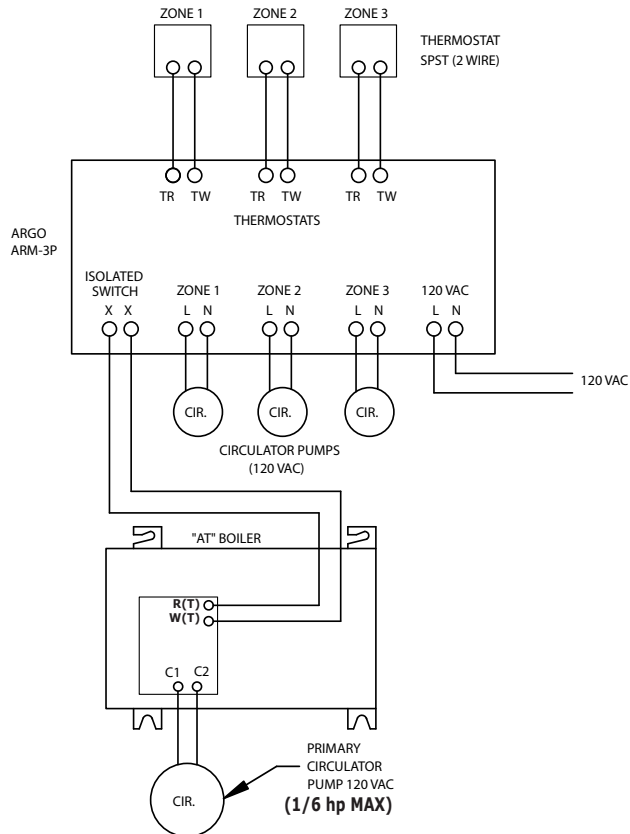 ZONE 1
ZONE 2
ZONE 3
THERMOSTAT
SPST (2 WIRE)
TR TW
TR TW
TR TW
THERMOSTATS
ARGO
ARM-3P
ISOLATED
SWITCH
X X
ZONE 1
L N
ZONE 2
L N
ZONE 3
L N
120 VAC
L N
120 VAC
CIR.
CIR.
CIR.
CIRCULATOR PUMPS
(120 VAC)
"AT" BOILER
R(T)
W(T)
C1 C2
PRIMARY
CIRCULATOR
PUMP 120 VAC
(1/6 hp MAX)
CIR.